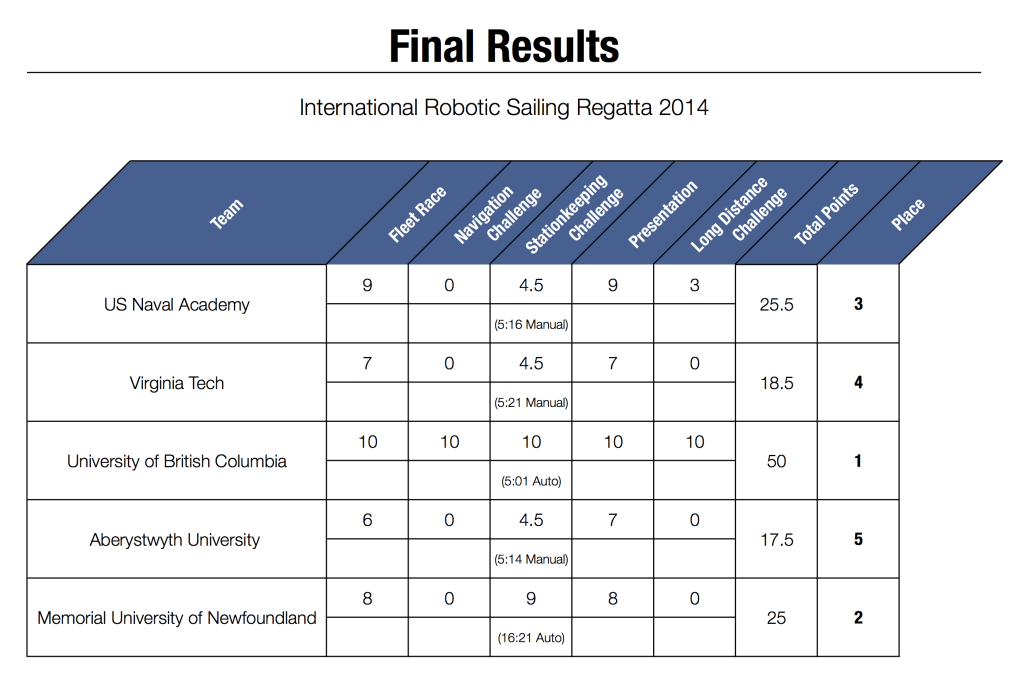 Final Results
International Robotic Sailing Regatta 2014
Team Fleet Race Navigation Challenge Stationkeeping Challenge Presentation Long Distance Challenge Total Points Place
US Naval Academy 9 0 4.5 9 3 25.5 3
(5:16 Manual)
Virginia Tech 7 0 4.5 7 0 18.5 4
(5:21 Manual)
University of British Columbia 10 10 10 10 10 50 1
(5:01 Auto)
Aberystwyth University 6 0 4.5 7 0 17.5 5
(5:14 Manual)
Memorial University of Newfoundland 8 0 9 8 0 25 2
(16:21 Auto)